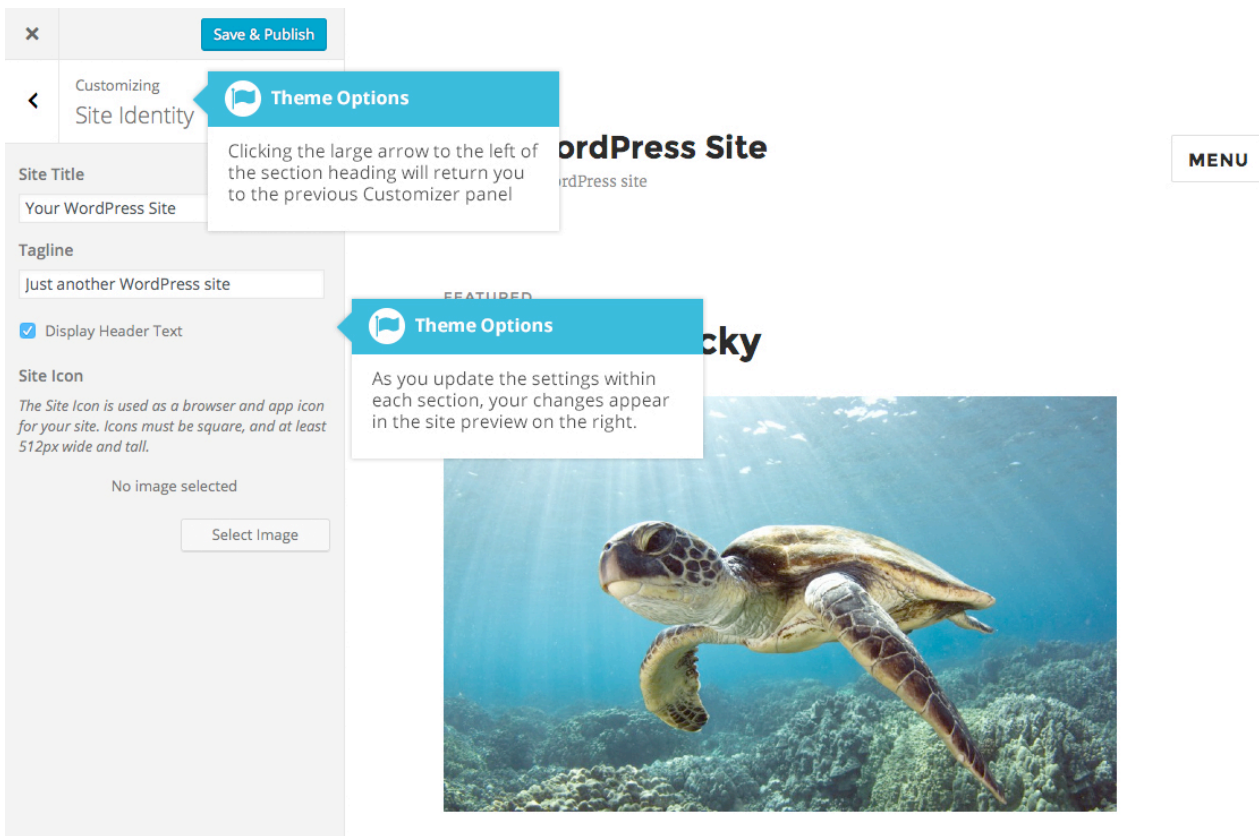 Save & Publish
Customizing
Site Identity
Theme Options
Clicking the large arrow to the left of
the section heading will return you
to the previous Customizer panel
Site Title
Your WordPress Site
Tagline
Just another WordPress site
Display Header Text
Site Icon
The Site Icon is used as a browser and app icon
for your site. Icons must be square, and at least
512px wide and tall.
No image selected
Select Image
ordPress Site
rdPress site
MENU
FEATURED
Theme Options
As you update the settings within
each section, your changes appear
in the site preview on the right.
cky